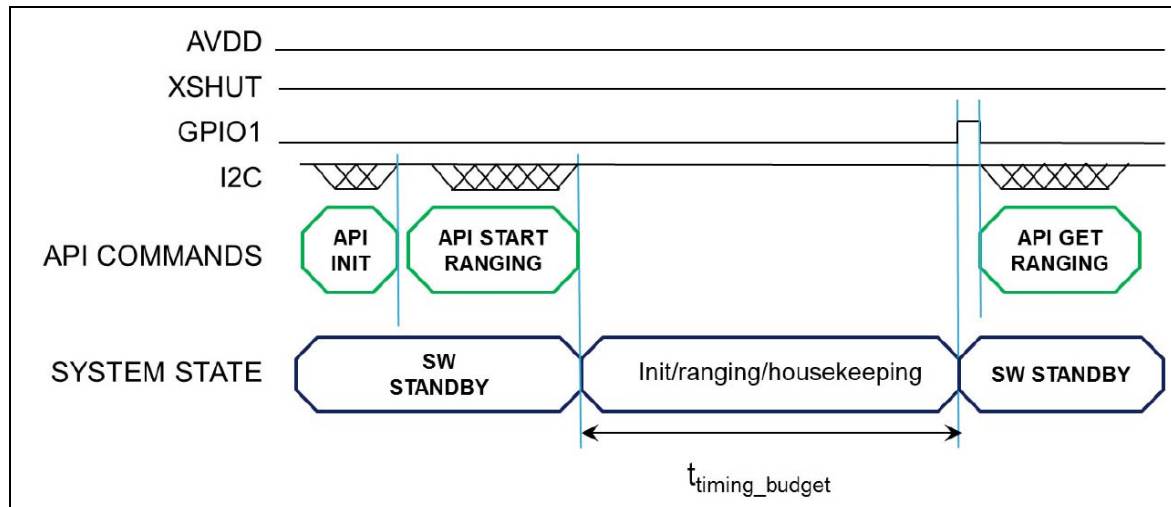 AVDD
XSHUT
GPIO1
I2C
API COMMANDS
API
INIT
API START
RANGING
API GET
RANGING
SYSTEM STATE
SW
STANDBY
Init/ranging/housekeeping
SW STANDBY
t_timing_budget